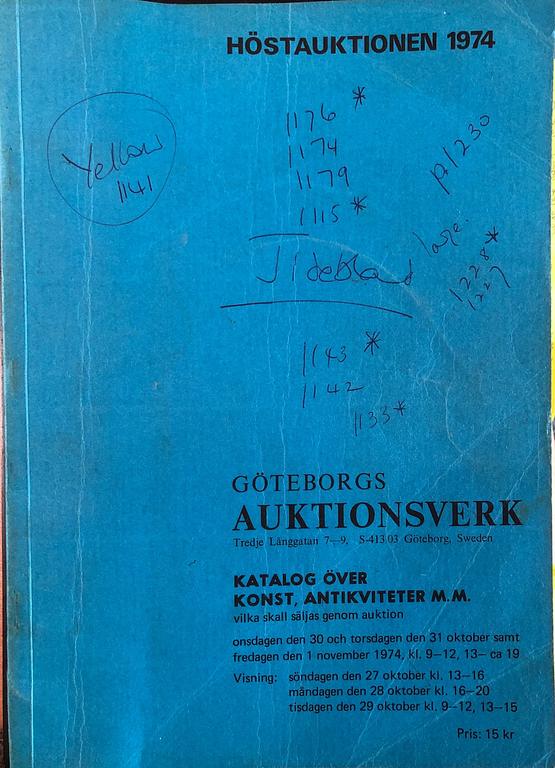 HÖSTAUKTIONEN 1974
Yellow
1141
1176 *
1174
1179
1115 *
1230
1228 *
1227
1143 *
1142
1133 *
GÖTEBORGS
AUKTIONSVERK
Tredje Långgatan 7—9, S-413 03 Göteborg, Sweden
KATALOG ÖVER
KONST, ANTIKVITETER M.M.
vilka skall säljas genom auktion
onsdagen den 30 och torsdagen den 31 oktober samt
fredagen den 1 november 1974, kl. 9—12, 13— ca 19
Visning: söndagen den 27 oktober kl. 13—16
måndagen den 28 oktober kl. 16—20
tisdagen den 29 oktober kl. 9—12, 13—15
Pris: 15 kr